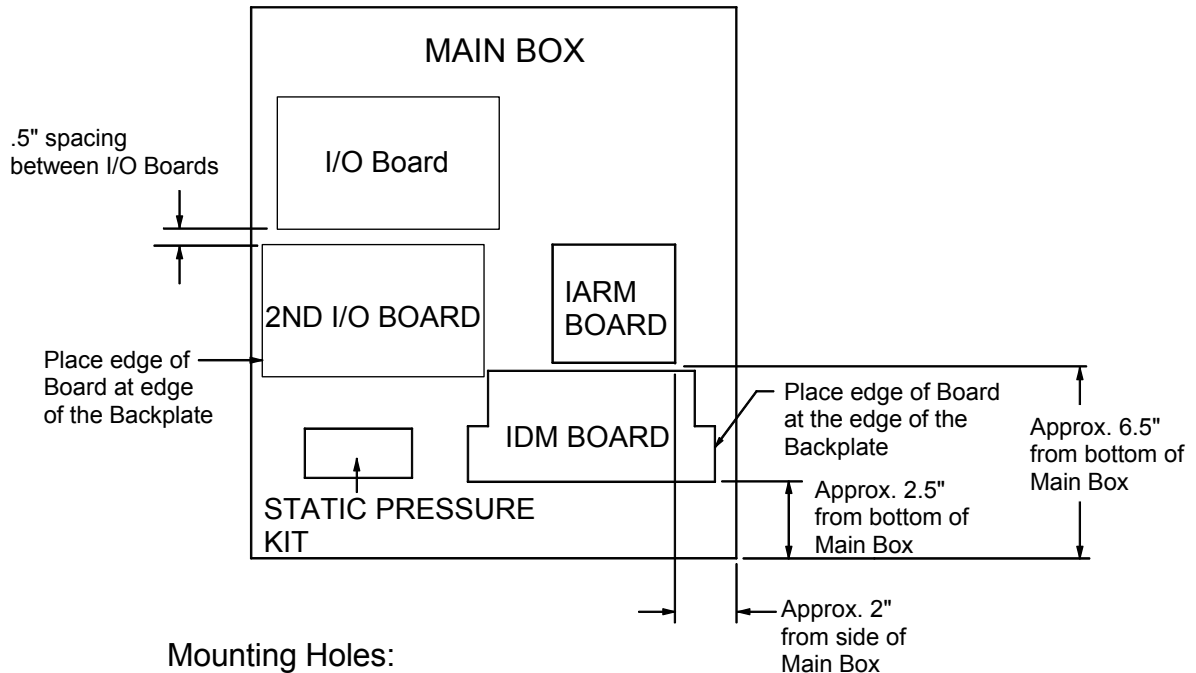 MAIN BOX
.5" spacing
between I/O Boards
I/O Board
2ND I/O BOARD
IARM
BOARD
Place edge of
Board at edge
of the Backplate
IDM BOARD
Place edge of Board
at the edge of the
Backplate
Approx. 6.5"
from bottom of
Main Box
Approx. 2.5"
from bottom of
Main Box
STATIC PRESSURE
KIT
Approx. 2"
from side of
Main Box
Mounting Holes: